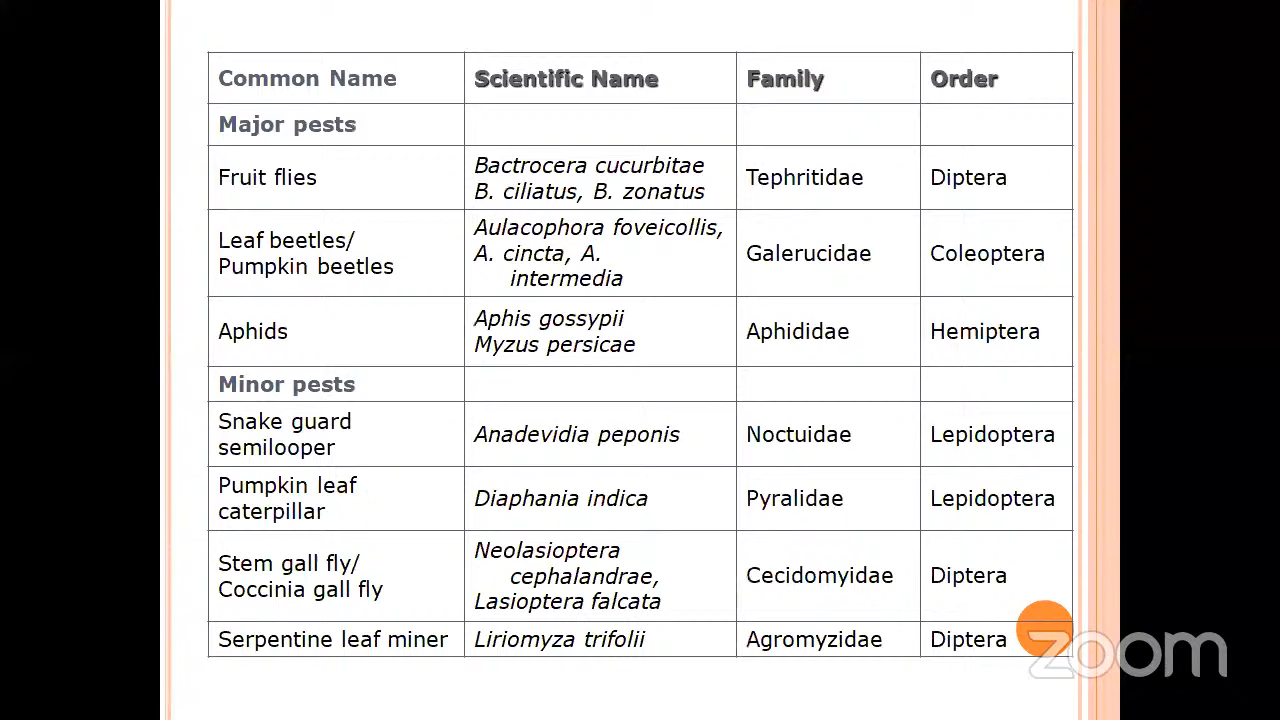 Common Name Scientific Name Family Order
Major pests
Fruit flies Bactrocera cucurbitae
B. ciliatus, B. zonatus Tephritidae Diptera
Leaf beetles/
Pumpkin beetles Aulacophora foveicollis,
A. cincta, A.
intermedia Galerucidae Coleoptera
Aphids Aphis gossypii
Myzus persicae Aphididae Hemiptera
Minor pests
Snake guard
semilooper Anadevidia peponis Noctuidae Lepidoptera
Pumpkin leaf
caterpillar Diaphania indica Pyralidae Lepidoptera
Stem gall fly/
Coccinia gall fly Neolasioptera
cephalandrae,
Lasioptera falcata Cecidomyidae Diptera
Serpentine leaf miner Liriomyza trifolii Agromyzidae Diptera
zoom